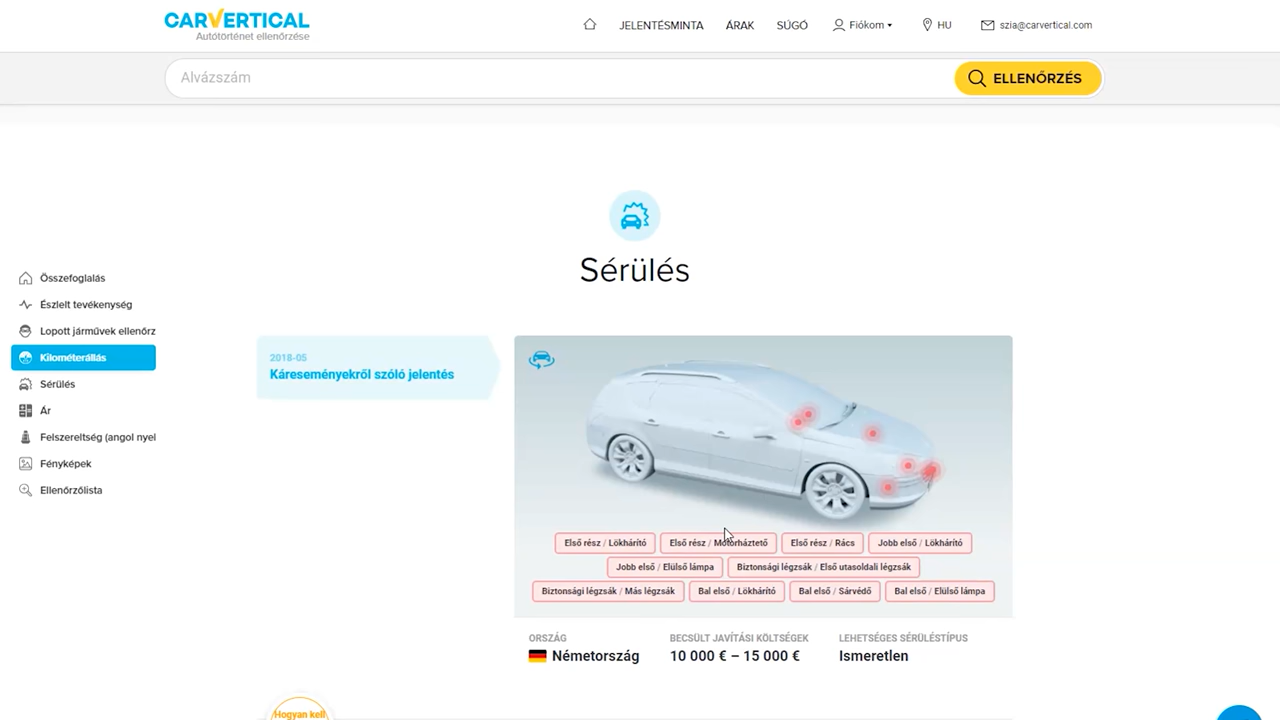 CARVERTICAL
Autótörténet ellenőrzése
JELENTÉSMINTA ÁRAK SÚGÓ Fiókom HU szia@carvertical.com
Alvázszám ELLENŐRZÉS
Sérülés
Összefoglalás
Észlelt tevékenység
Lopott járművek ellenőrz
Kilométerállás
Sérülés
Ár
Felszereltség (angol nyel
Fényképek
Ellenőrzőlista
2018-05
Káreseményekről szóló jelentés
Első rész / Lökhárító Első rész / Motorháztető Első rész / Rács Jobb első / Lökhárító
Jobb első / Elülső lámpa Biztonsági légzsák / Első utasoldali légzsák
Biztonsági légzsák / Más légzsák Bal első / Lökhárító Bal első / Sárvédő Bal első / Elülső lámpa
ORSZÁG BECSÜLT JAVÍTÁSI KÖLTSÉGEK LEHETSÉGES SÉRÜLÉSTÍPUS
Németország 10 000 € – 15 000 € Ismeretlen
Hogyan kell